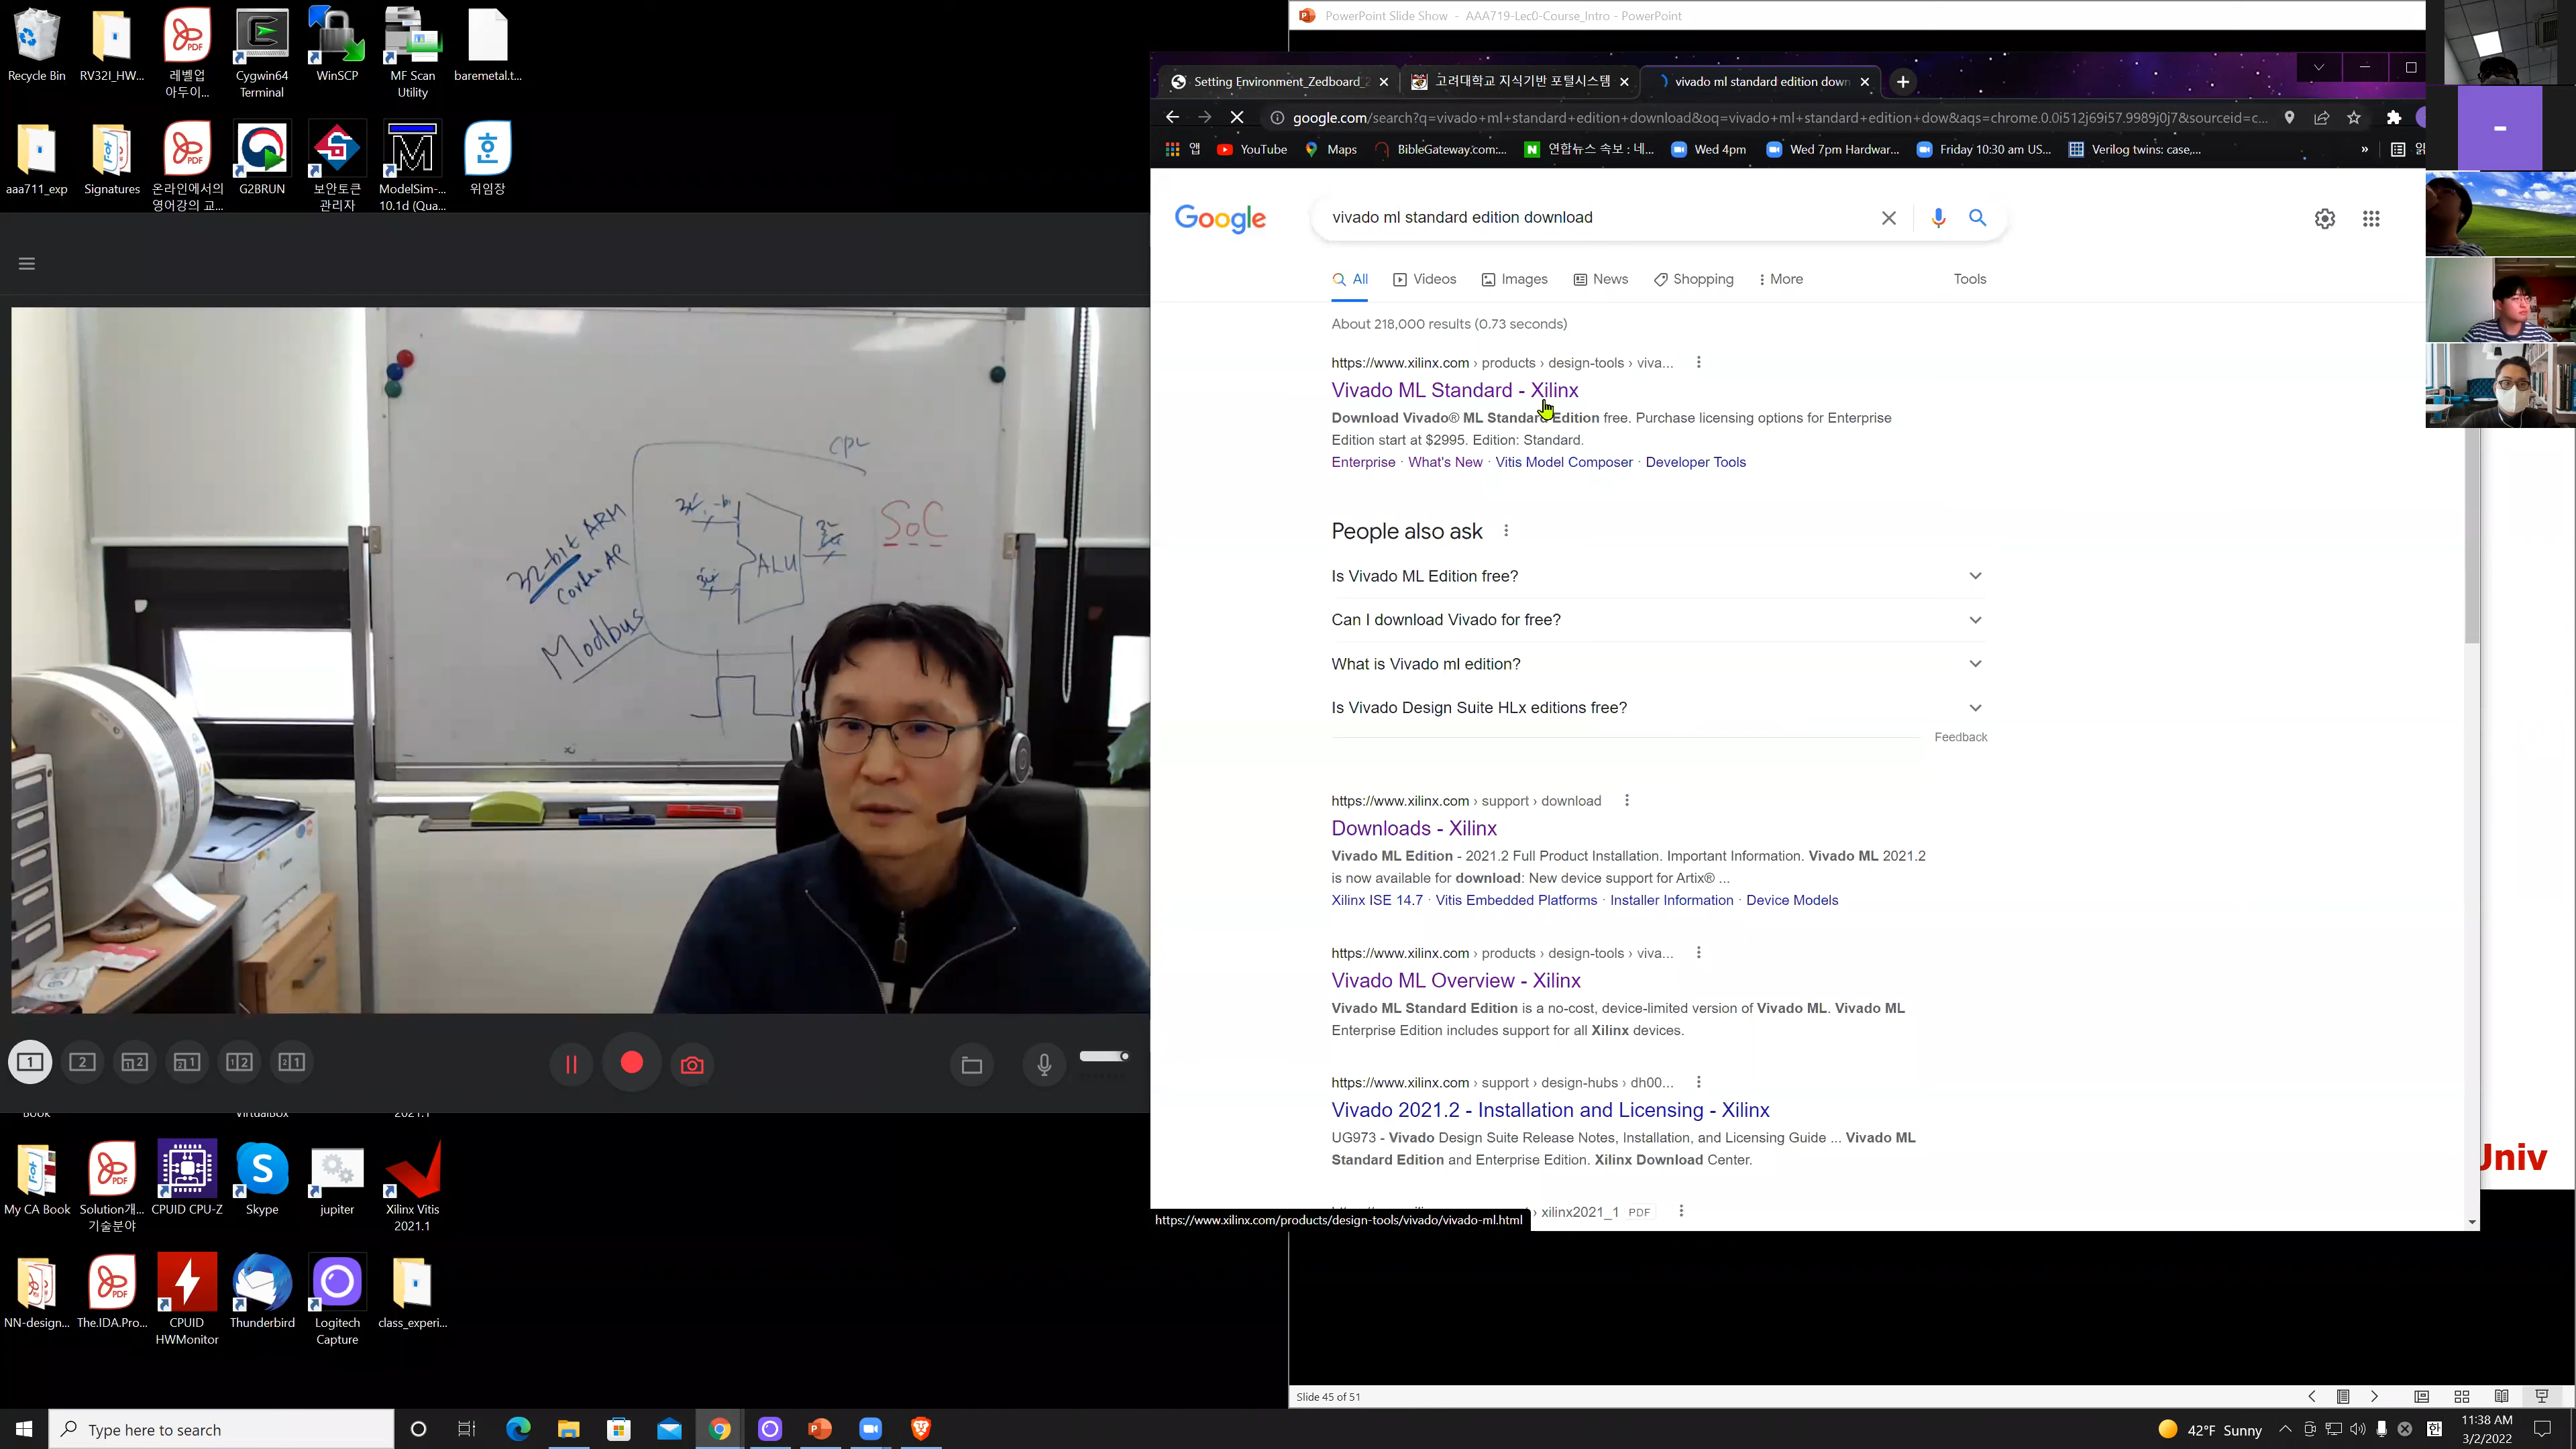 Recycle Bin
RV32I_HW...
레벨업
아두이...
Cygwin64
Terminal
WinSCP
MF Scan
Utility
baremetal.t...
aaa711_exp
Signatures
온라인에서의
영어강의 교...
G2BRUN
보안토큰
관리자
ModelSim-...
10.1d (Qua...
위임장
CPU
32-bit ARM
ALU
SoC
Modbus
1
2
12
21
12
21
2021.1
My CA Book
Solution개...
기술분야
CPUID CPU-Z
Skype
jupiter
Xilinx Vitis
2021.1
NN-design...
The.IDA.Pro...
CPUID
HWMonitor
Thunderbird
Logitech
Capture
class_experi...
PowerPoint Slide Show - AAA719-Lec0-Course_Intro - PowerPoint
Setting Environment_Zedboard_2
고려대학교 지식기반 포털시스템
vivado ml standard edition down
google.com/search?q=vivado+ml+standard+edition+download&oq=vivado+ml+standard+edition+dow&aqs=chrome.0.0i512j69i57.9989j0j7&sourceid=c...
앱
YouTube
Maps
BibleGateway.com:...
연합뉴스 속보 : 네...
Wed 4pm
Wed 7pm Hardwar...
Friday 10:30 am US...
Verilog twins: case,...
»
Google
vivado ml standard edition download
All
Videos
Images
News
Shopping
More
Tools
About 218,000 results (0.73 seconds)
https://www.xilinx.com › products › design-tools › viva...
Vivado ML Standard - Xilinx
Download Vivado® ML Standard Edition free. Purchase licensing options for Enterprise
Edition start at $2995. Edition: Standard.
Enterprise · What's New · Vitis Model Composer · Developer Tools
People also ask
Is Vivado ML Edition free?
Can I download Vivado for free?
What is Vivado ml edition?
Is Vivado Design Suite HLx editions free?
Feedback
https://www.xilinx.com › support › download
Downloads - Xilinx
Vivado ML Edition - 2021.2 Full Product Installation. Important Information. Vivado ML 2021.2
is now available for download: New device support for Artix® ...
Xilinx ISE 14.7 · Vitis Embedded Platforms · Installer Information · Device Models
https://www.xilinx.com › products › design-tools › viva...
Vivado ML Overview - Xilinx
Vivado ML Standard Edition is a no-cost, device-limited version of Vivado ML. Vivado ML
Enterprise Edition includes support for all Xilinx devices.
https://www.xilinx.com › support › design-hubs › dh00...
Vivado 2021.2 - Installation and Licensing - Xilinx
UG973 - Vivado Design Suite Release Notes, Installation, and Licensing Guide ... Vivado ML
Standard Edition and Enterprise Edition. Xilinx Download Center.
› xilinx2021_1 PDF
https://www.xilinx.com/products/design-tools/vivado/vivado-ml.html
Univ
Slide 45 of 51
Type here to search
42°F Sunny
11:38 AM
3/2/2022